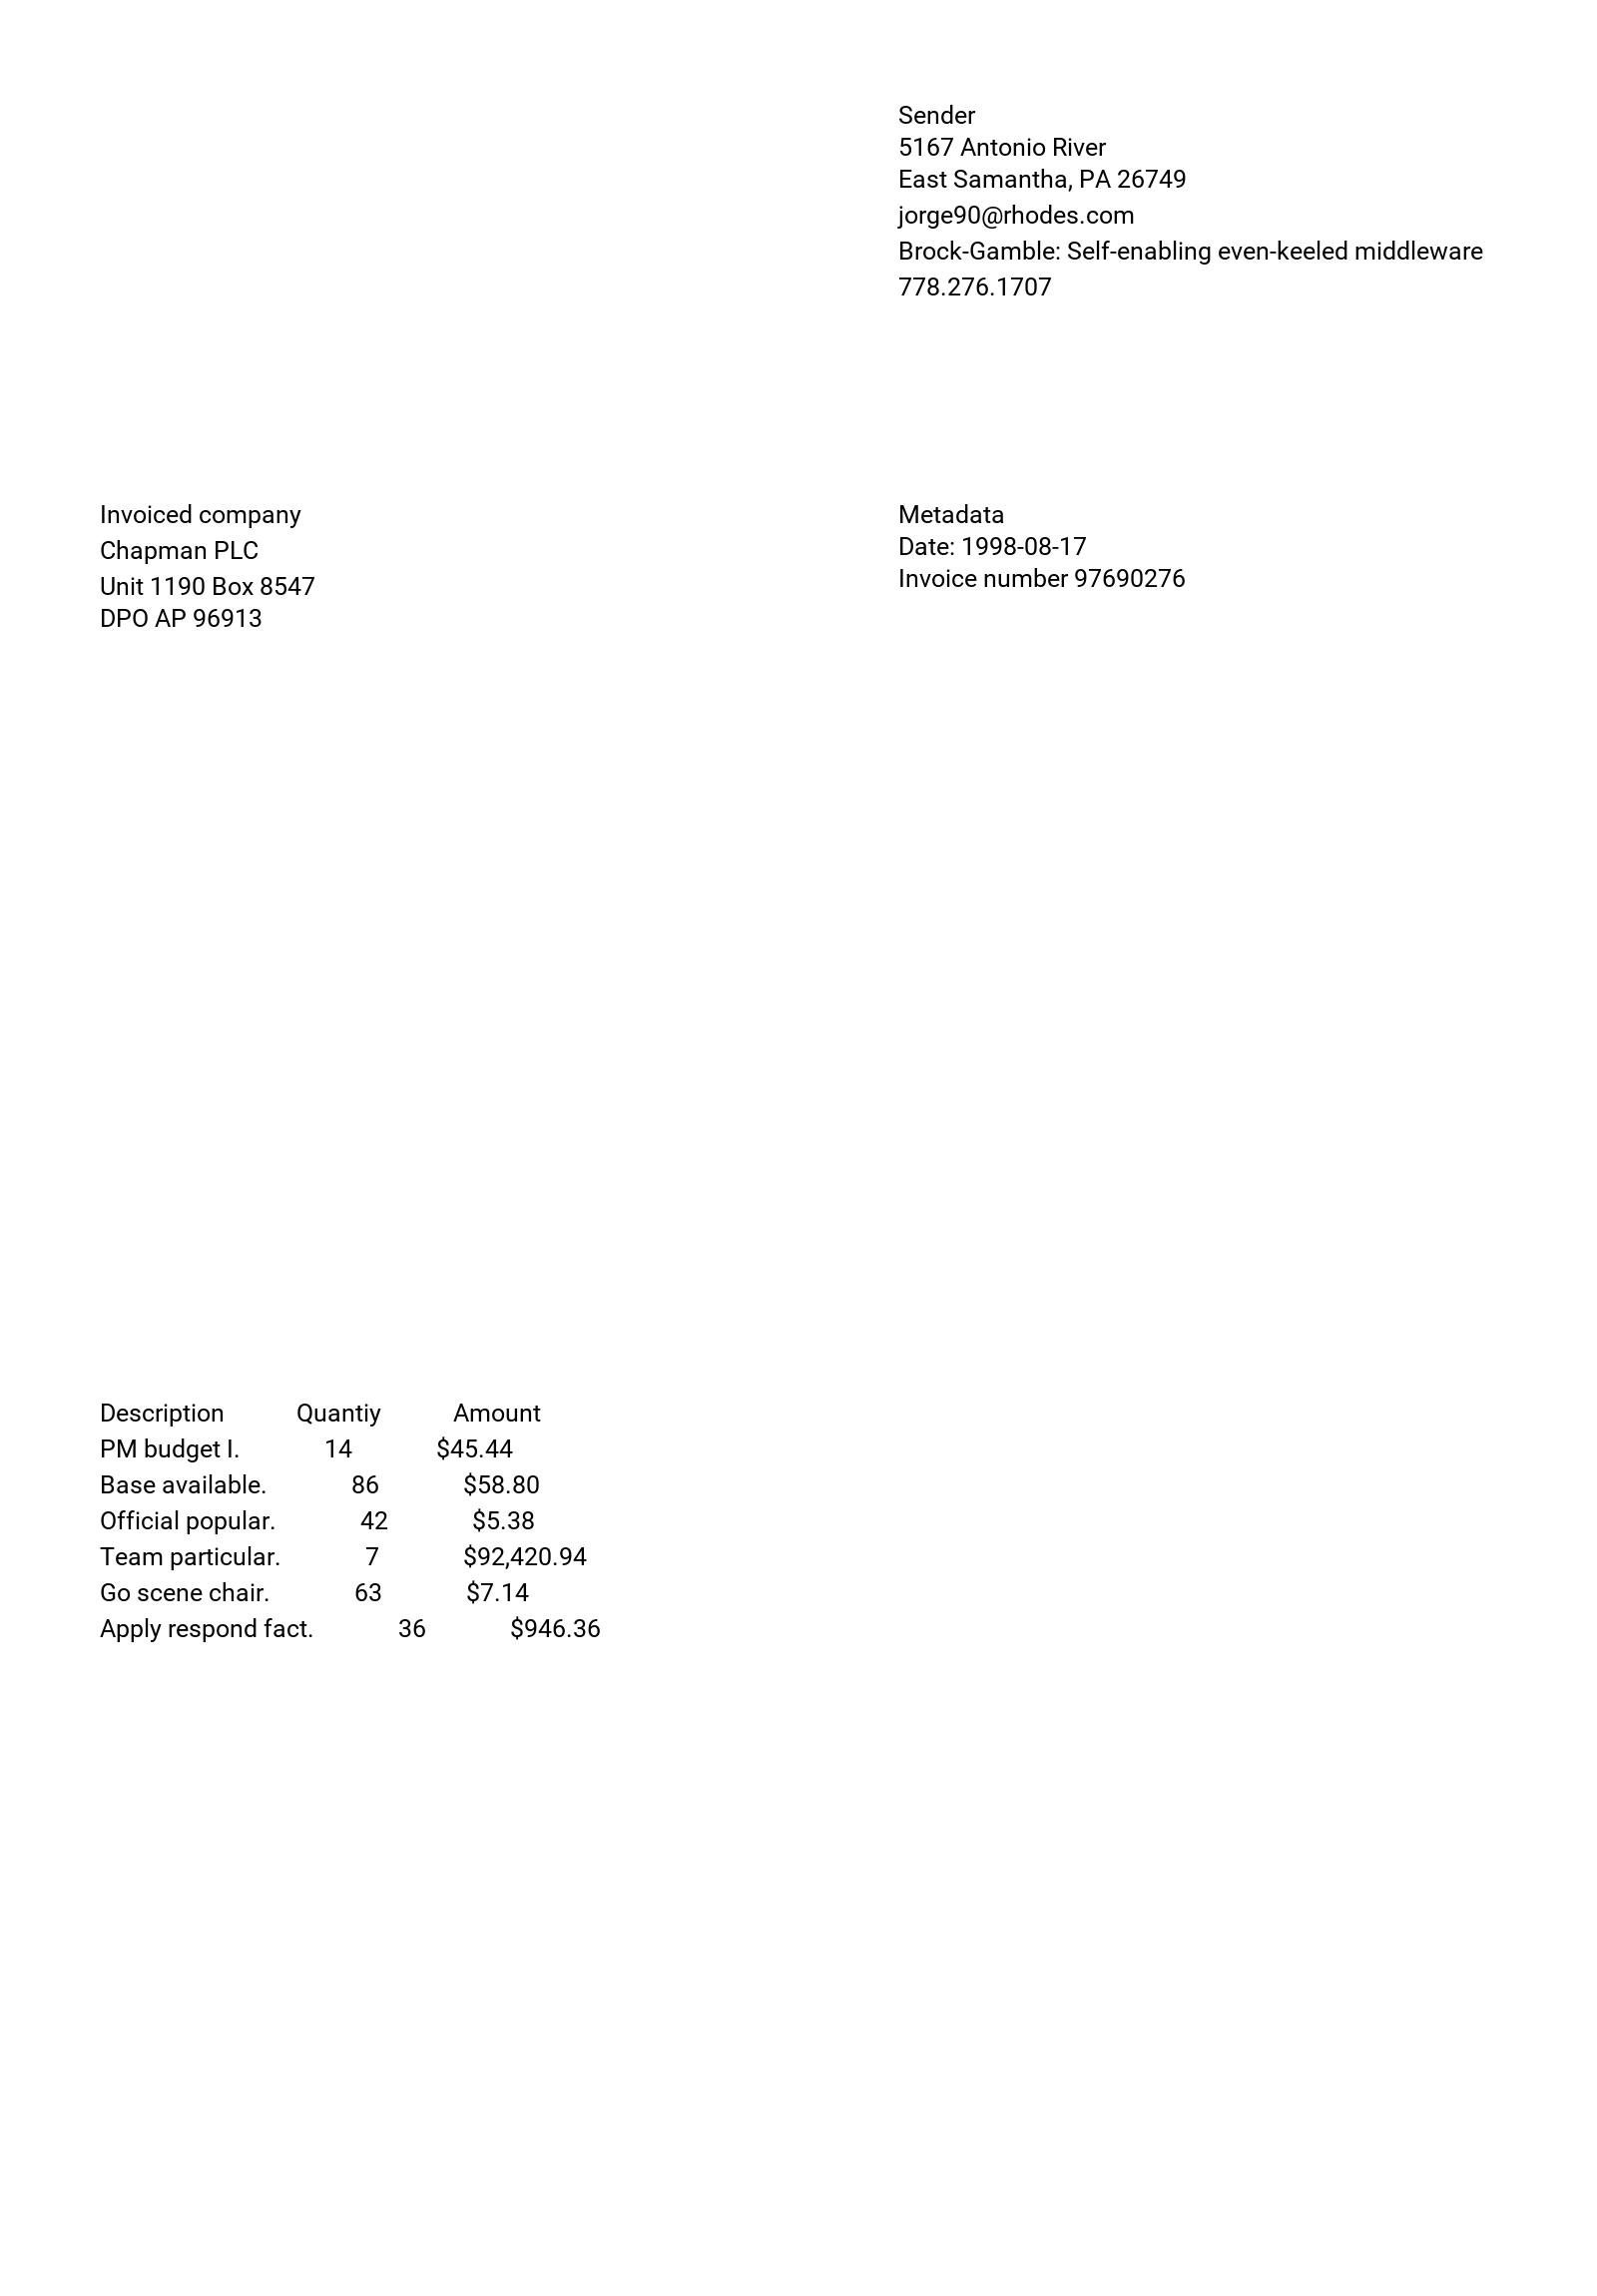 Sender
5167 Antonio River
East Samantha, PA 26749
jorge90@rhodes.com
Brock-Gamble: Self-enabling even-keeled middleware
778.276.1707
Invoiced company
Chapman PLC
Unit 1190 Box 8547
DPO AP 96913
Metadata
Date: 1998-08-17
Invoice number 97690276
Description Quantiy Amount
PM budget I. 14 $45.44
Base available. 86 $58.80
Official popular. 42 $5.38
Team particular. 7 $92,420.94
Go scene chair. 63 $7.14
Apply respond fact. 36 $946.36